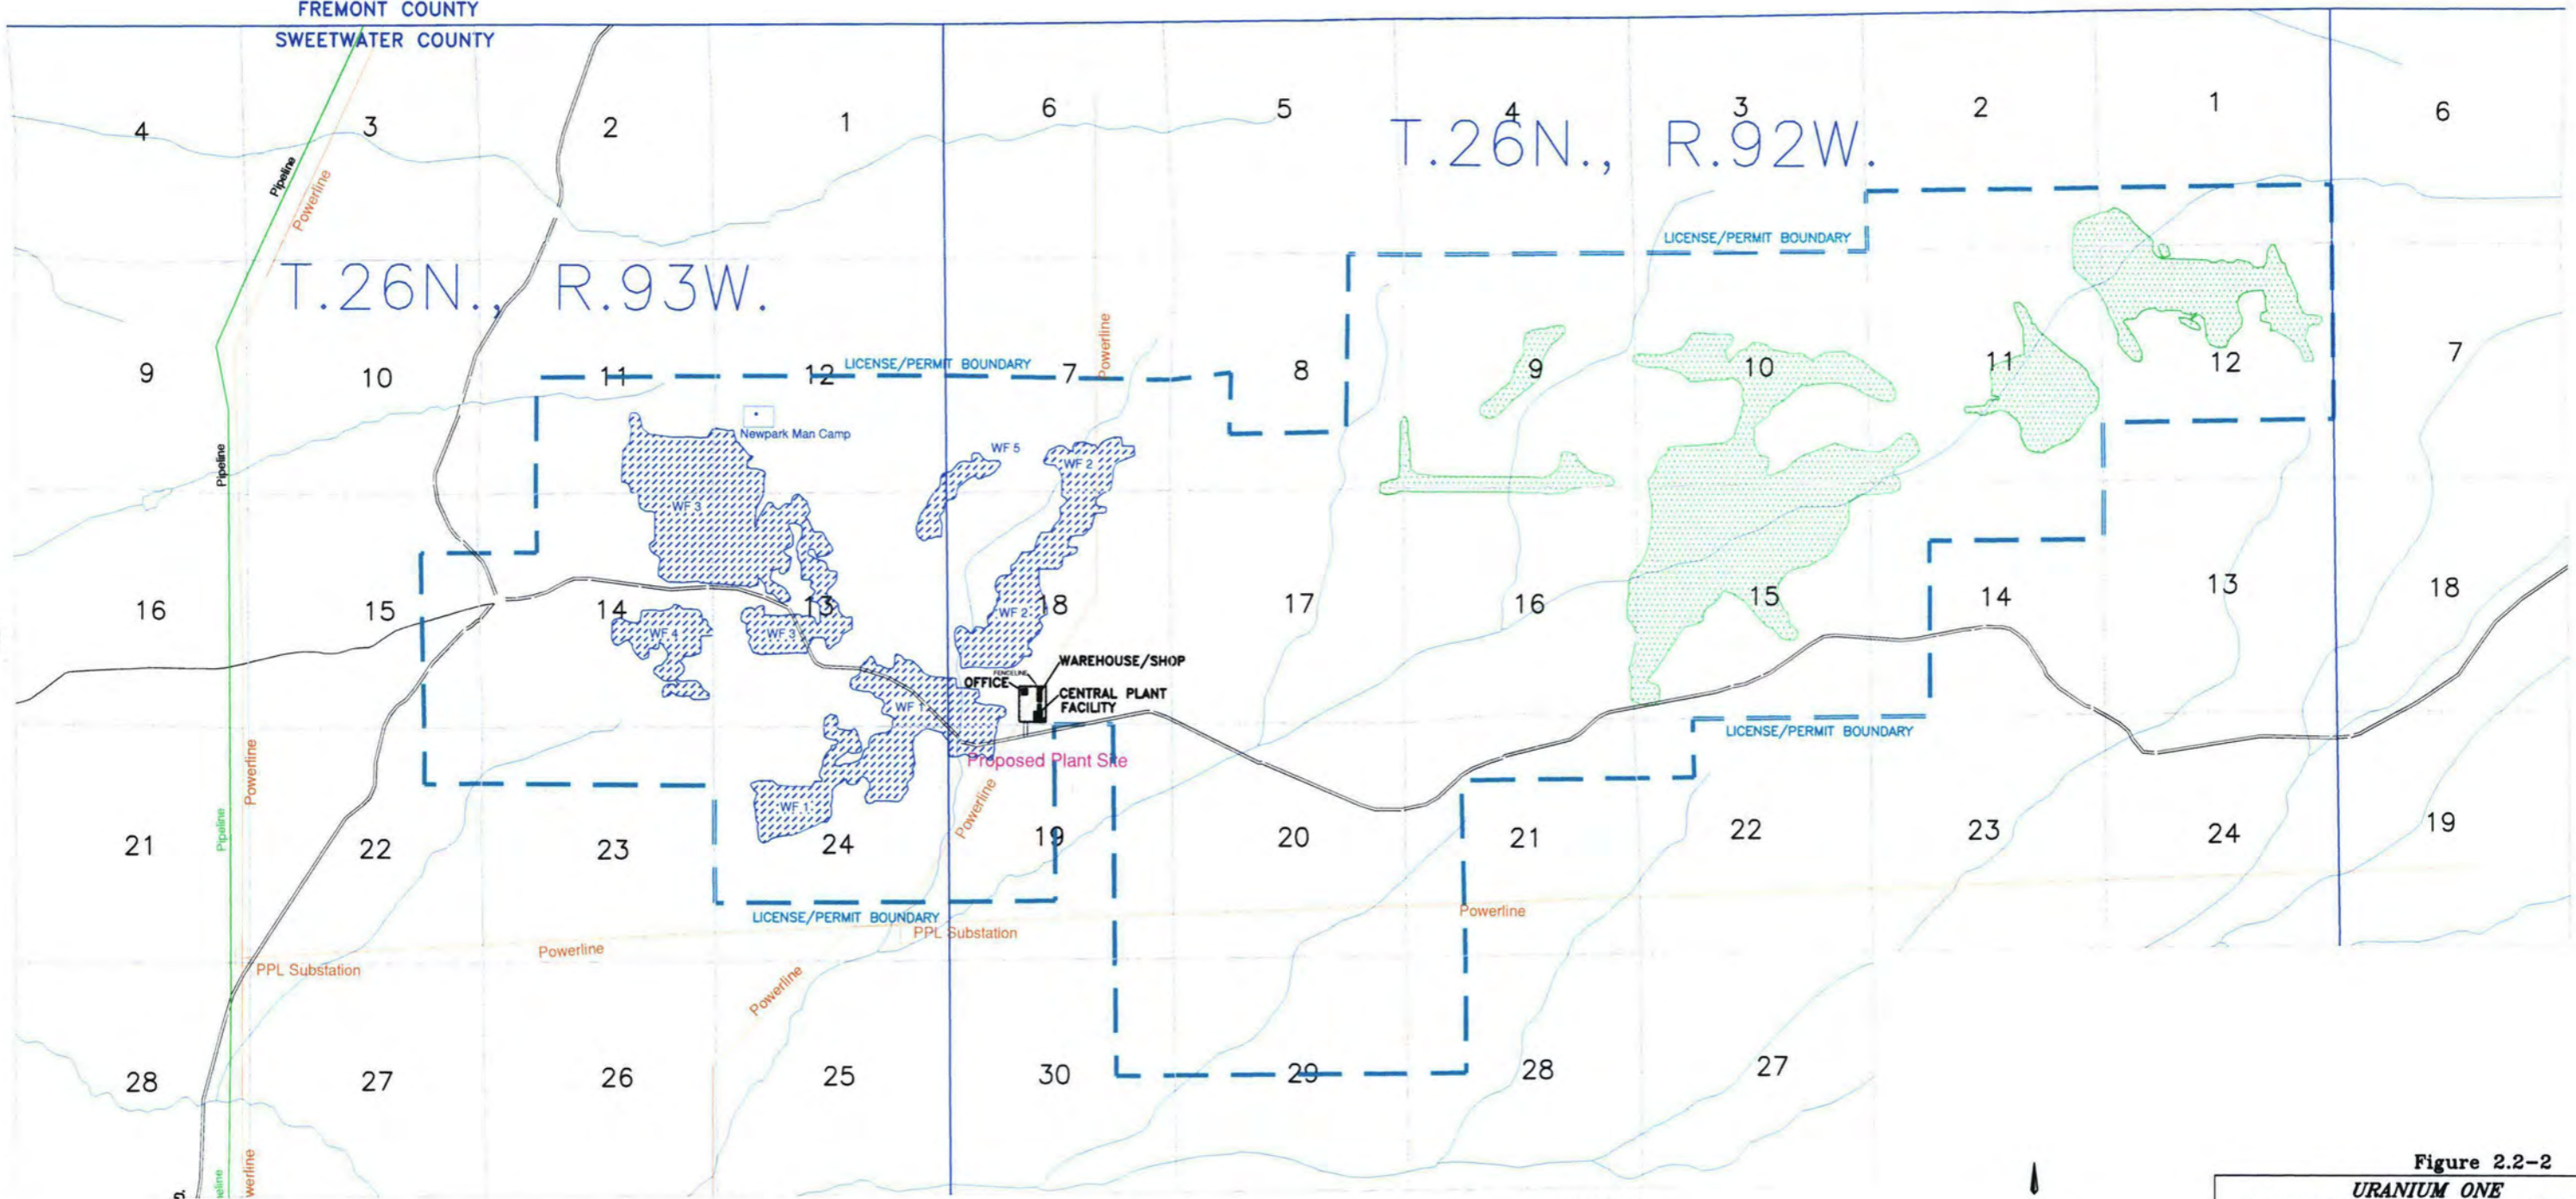 FREMONT COUNTY
SWEETWATER COUNTY
4
3
2
1
6
5
4
3
2
1
6
T.26N., R.92W.
Pipeline
Powerline
LICENSE/PERMIT BOUNDARY
T.26N., R.93W.
Powerline
9
10
11
12
LICENSE/PERMIT BOUNDARY
7
8
9
10
11
12
7
Newpark Man Camp
Pipeline
WF 5
WF 2
WF 3
16
15
14
13
WF 2
18
17
16
15
14
13
18
WF 4
WF 3
WAREHOUSE/SHOP
FENCELINE
OFFICE
CENTRAL PLANT
FACILITY
WF 1
LICENSE/PERMIT BOUNDARY
Proposed Plant Site
Powerline
Pipeline
Powerline
WF 1
21
22
23
24
19
20
21
22
23
24
19
LICENSE/PERMIT BOUNDARY
Powerline
PPL Substation
Powerline
PPL Substation
Powerline
28
27
26
25
30
29
28
27
Figure 2.2-2
URANIUM ONE